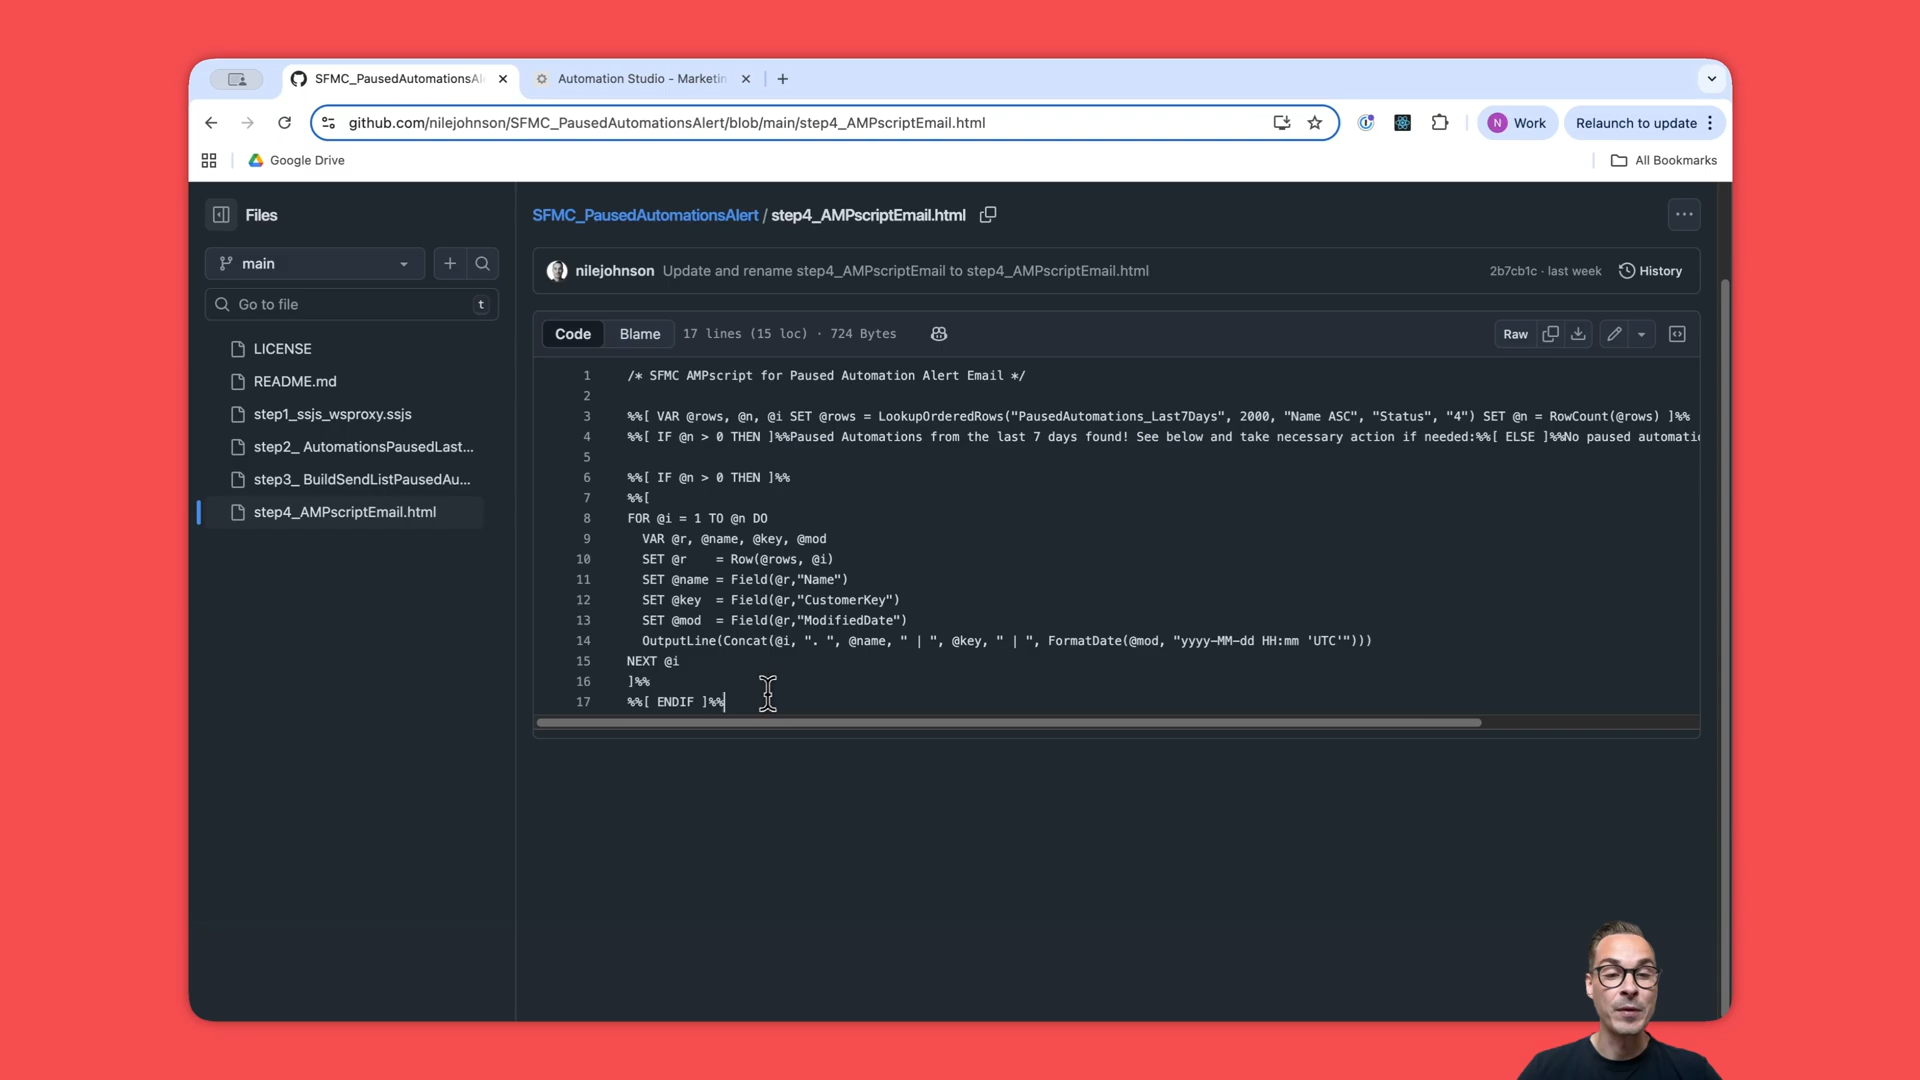 SFMC_PausedAutomationsAl
Automation Studio - Marketin
github.com/nilejohnson/SFMC_PausedAutomationsAlert/blob/main/step4_AMPscriptEmail.html
N Work
Relaunch to update
Google Drive
All Bookmarks
Files
main
Go to file
t
LICENSE
README.md
step1_ssjs_wsproxy.ssjs
step2_ AutomationsPausedLast...
step3_ BuildSendListPausedAu...
step4_AMPscriptEmail.html
SFMC_PausedAutomationsAlert / step4_AMPscriptEmail.html
nilejohnson Update and rename step4_AMPscriptEmail to step4_AMPscriptEmail.html
2b7cb1c · last week
History
Code
Blame
17 lines (15 loc) · 724 Bytes
Raw
1 /* SFMC AMPscript for Paused Automation Alert Email */
2
3 %%[ VAR @rows, @n, @i SET @rows = LookupOrderedRows("PausedAutomations_Last7Days", 2000, "Name ASC", "Status", "4") SET @n = RowCount(@rows) ]%%
4 %%[ IF @n > 0 THEN ]%%Paused Automations from the last 7 days found! See below and take necessary action if needed:%%[ ELSE ]%%No paused automatic
5
6 %%[ IF @n > 0 THEN ]%%
7 %%[
8 FOR @i = 1 TO @n DO
9 VAR @r, @name, @key, @mod
10 SET @r = Row(@rows, @i)
11 SET @name = Field(@r,"Name")
12 SET @key = Field(@r,"CustomerKey")
13 SET @mod = Field(@r,"ModifiedDate")
14 OutputLine(Concat(@i, ". ", @name, " | ", @key, " | ", FormatDate(@mod, "yyyy-MM-dd HH:mm 'UTC'")))
15 NEXT @i
16 ]%%
17 %%[ ENDIF ]%%